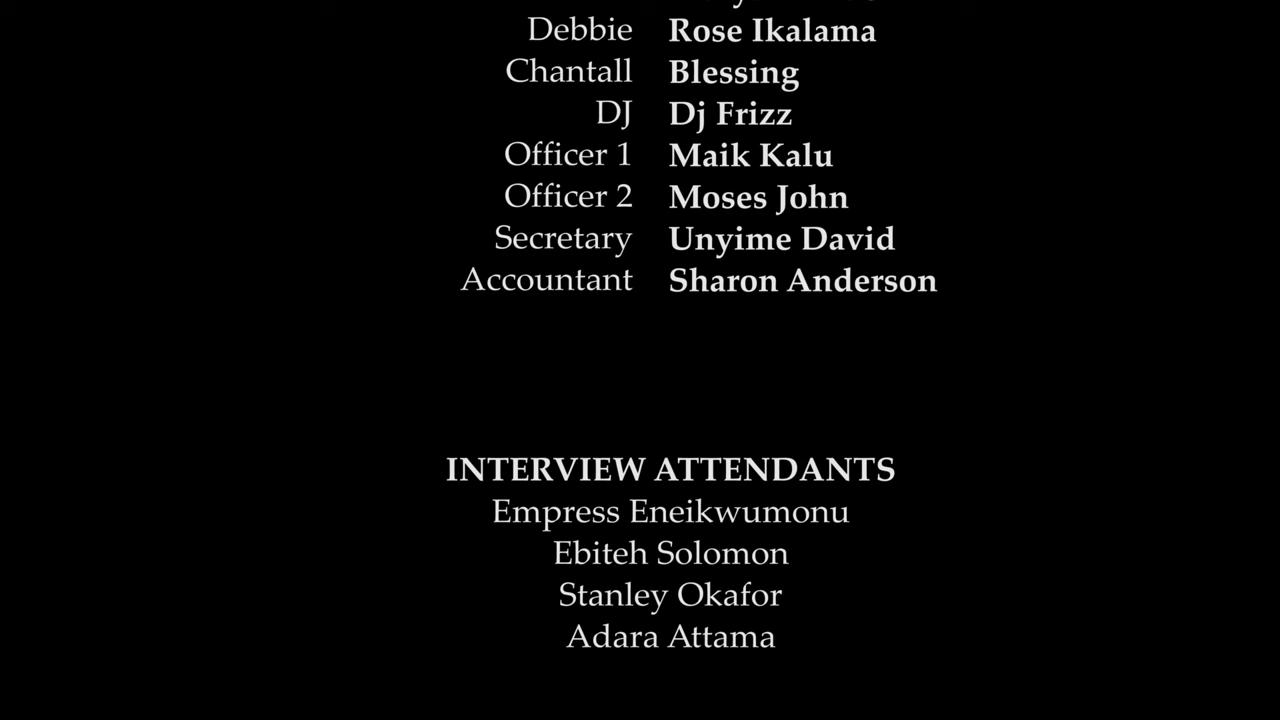 Debbie Rose Ikalama
Chantall Blessing
DJ Dj Frizz
Officer 1 Maik Kalu
Officer 2 Moses John
Secretary Unyime David
Accountant Sharon Anderson
INTERVIEW ATTENDANTS
Empress Eneikwumonu
Ebiteh Solomon
Stanley Okafor
Adara Attama